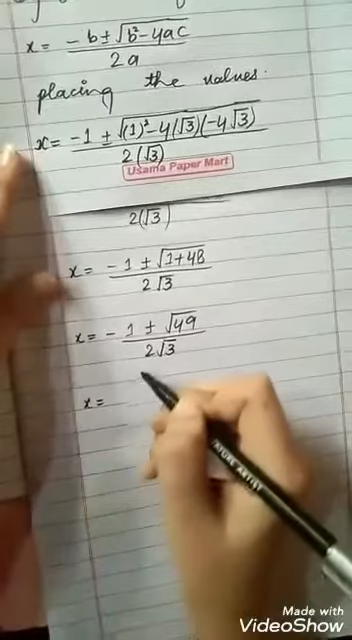 x = -b ± √b² - 4ac / 2a
placing the values.
x = -1 ± √(1)² - 4(√3)(-4√3) / 2(√3)
Usama Paper Mart
2(√3)
x = -1 ± √1+48 / 2√3
x = - 1 ± √49 / 2√3
x =
Made with
VideoShow